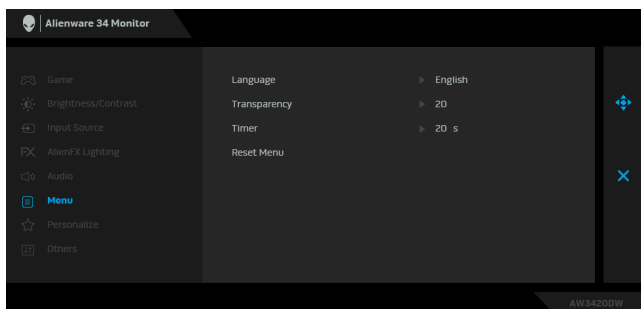 Alienware 34 Monitor
Game
Brightness/Contrast
Input Source
AlienFX Lighting
Audio
Menu
Personalize
Others
Language English
Transparency 20
Timer 20 s
Reset Menu
AW3420DW